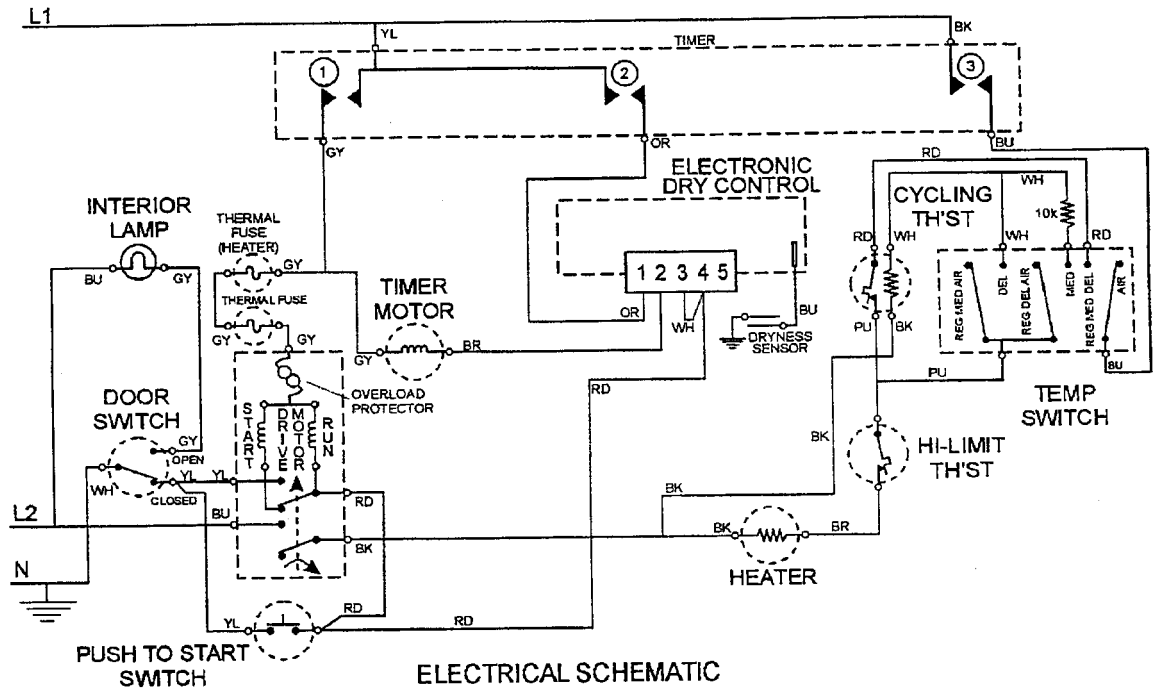 L1
YL
BK
TIMER
1
2
3
GY
OR
BU
RD
ELECTRONIC
DRY CONTROL
WH
CYCLING
TH'ST
10k
INTERIOR
LAMP
THERMAL
FUSE
(HEATER)
RD
WH
WH
RD
BU
GY
GY
1 2 3 4 5
REG MED AIR
DEL
REG DEL AIR
MED
REG MED DEL
AIR
THERMAL FUSE
TIMER
MOTOR
OR
WH
BU
DRYNESS
SENSOR
PU
BK
GY
GY
GY
GY
BR
PU
BU
RD
DOOR
SWITCH
OVERLOAD
PROTECTOR
TEMP
SWITCH
START
DRIVE
MOTOR
RUN
GY
OPEN
BK
HI-LIMIT
TH'ST
WH
YL
YL
CLOSED
RD
BK
L2
BU
BK
BK
BR
N
HEATER
RD
YL
RD
PUSH TO START
SWITCH
ELECTRICAL SCHEMATIC